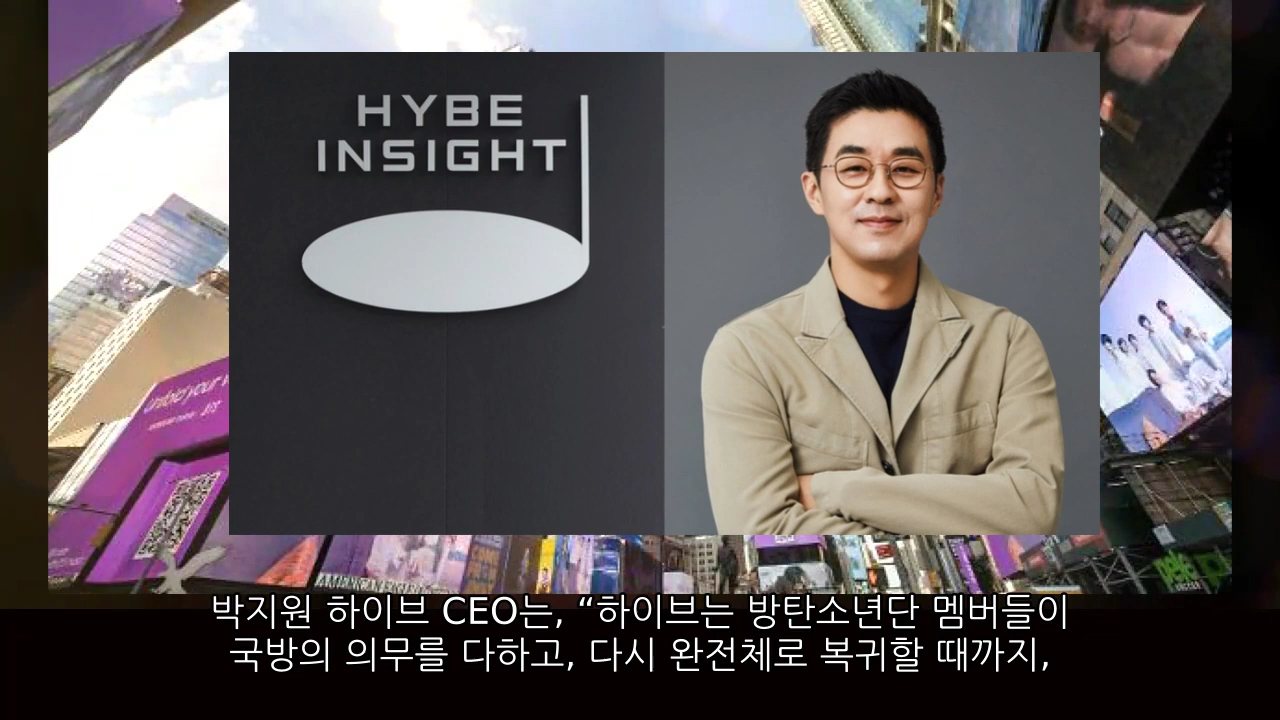 HYBE
INSIGHT
박지원 하이브 CEO는, “하이브는 방탄소년단 멤버들이
국방의 의무를 다하고, 다시 완전체로 복귀할 때까지,